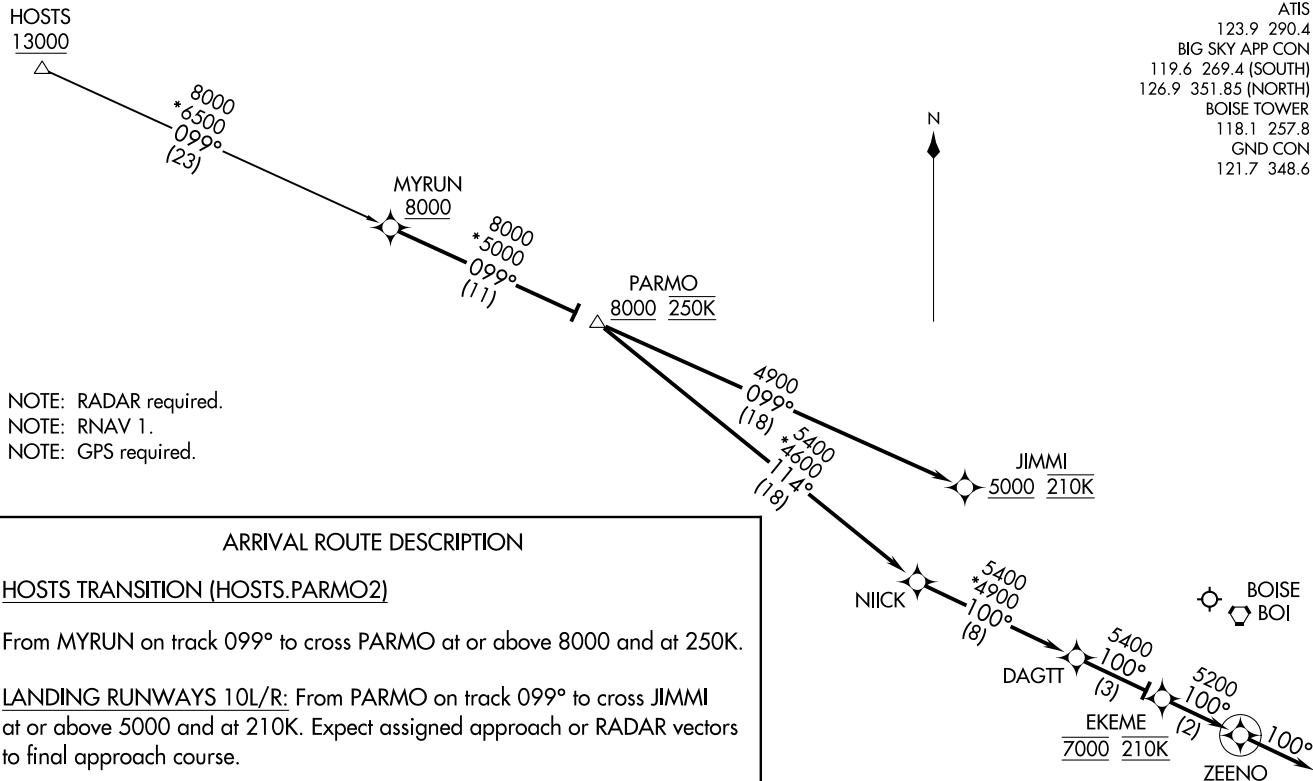 HOSTS
13000
ATIS
123.9 290.4
BIG SKY APP CON
119.6 269.4 (SOUTH)
126.9 351.85 (NORTH)
BOISE TOWER
118.1 257.8
GND CON
121.7 348.6
8000
*6500
099°
(23)
N
MYRUN
8000
8000
*5000
099°
(11)
PARMO
8000 250K
4900
099°
(18)
5400
*4600
114°
(18)
JIMMI
5000 210K
NOTE: RADAR required.
NOTE: RNAV 1.
NOTE: GPS required.
NIICK
5400
*4900
100°
(8)
BOISE
BOI
DAGTT
5400
100°
(3)
EKEME
7000 210K
5200
100°
(2)
100°
ZEENO
ARRIVAL ROUTE DESCRIPTION
HOSTS TRANSITION (HOSTS.PARMO2)
From MYRUN on track 099° to cross PARMO at or above 8000 and at 250K.
LANDING RUNWAYS 10L/R: From PARMO on track 099° to cross JIMMI
at or above 5000 and at 210K. Expect assigned approach or RADAR vectors
to final approach course.